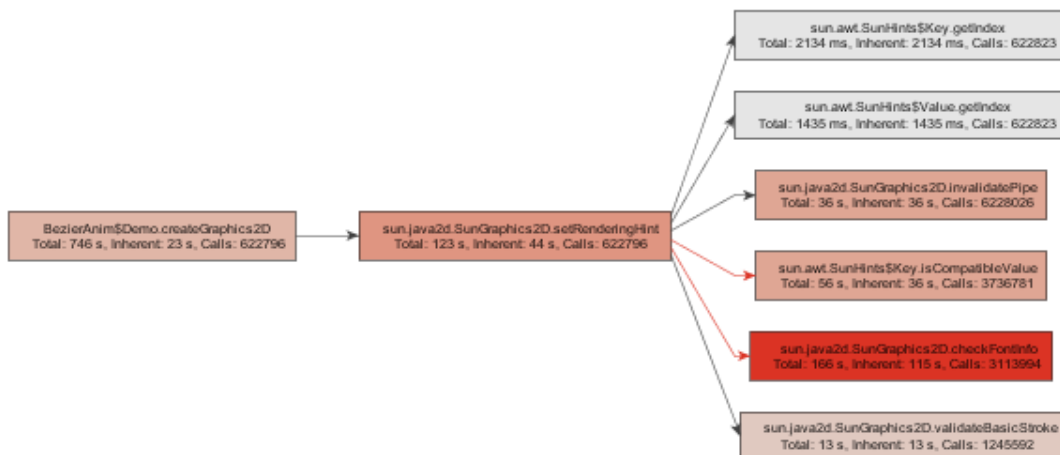 sun.awt.SunHints$Key.getIndex
Total: 2134 ms, Inherent: 2134 ms, Calls: 622823
sun.awt.SunHints$Value.getIndex
Total: 1435 ms, Inherent: 1435 ms, Calls: 622823
sun.java2d.SunGraphics2D.invalidatePipe
Total: 36 s, Inherent: 36 s, Calls: 6228026
BezierAnim$Demo.createGraphics2D
Total: 746 s, Inherent: 23 s, Calls: 622796
sun.java2d.SunGraphics2D.setRenderingHint
Total: 123 s, Inherent: 44 s, Calls: 622796
sun.awt.SunHints$Key.isCompatibleValue
Total: 56 s, Inherent: 36 s, Calls: 3736781
sun.java2d.SunGraphics2D.checkFontInfo
Total: 166 s, Inherent: 115 s, Calls: 3113994
sun.java2d.SunGraphics2D.validateBasicStroke
Total: 13 s, Inherent: 13 s, Calls: 1245592